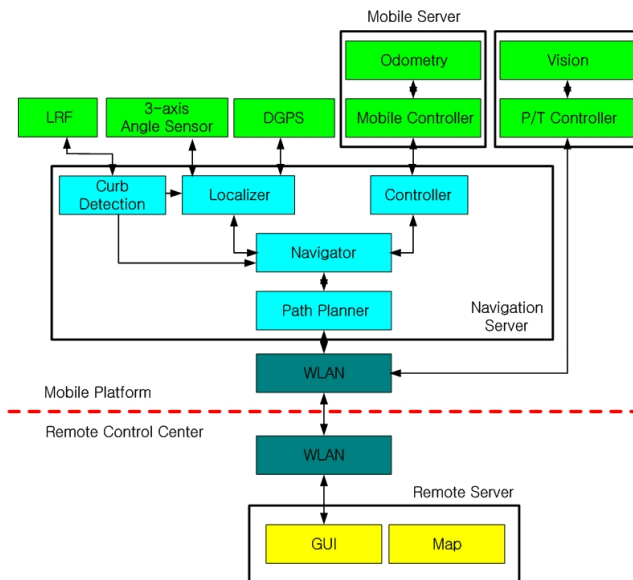 Mobile Server
Odometry
Vision
LRF
3-axis
Angle Sensor
DGPS
Mobile Controller
P/T Controller
Curb
Detection
Localizer
Controller
Navigator
Path Planner
Navigation
Server
WLAN
Mobile Platform
Remote Control Center
WLAN
Remote Server
GUI
Map